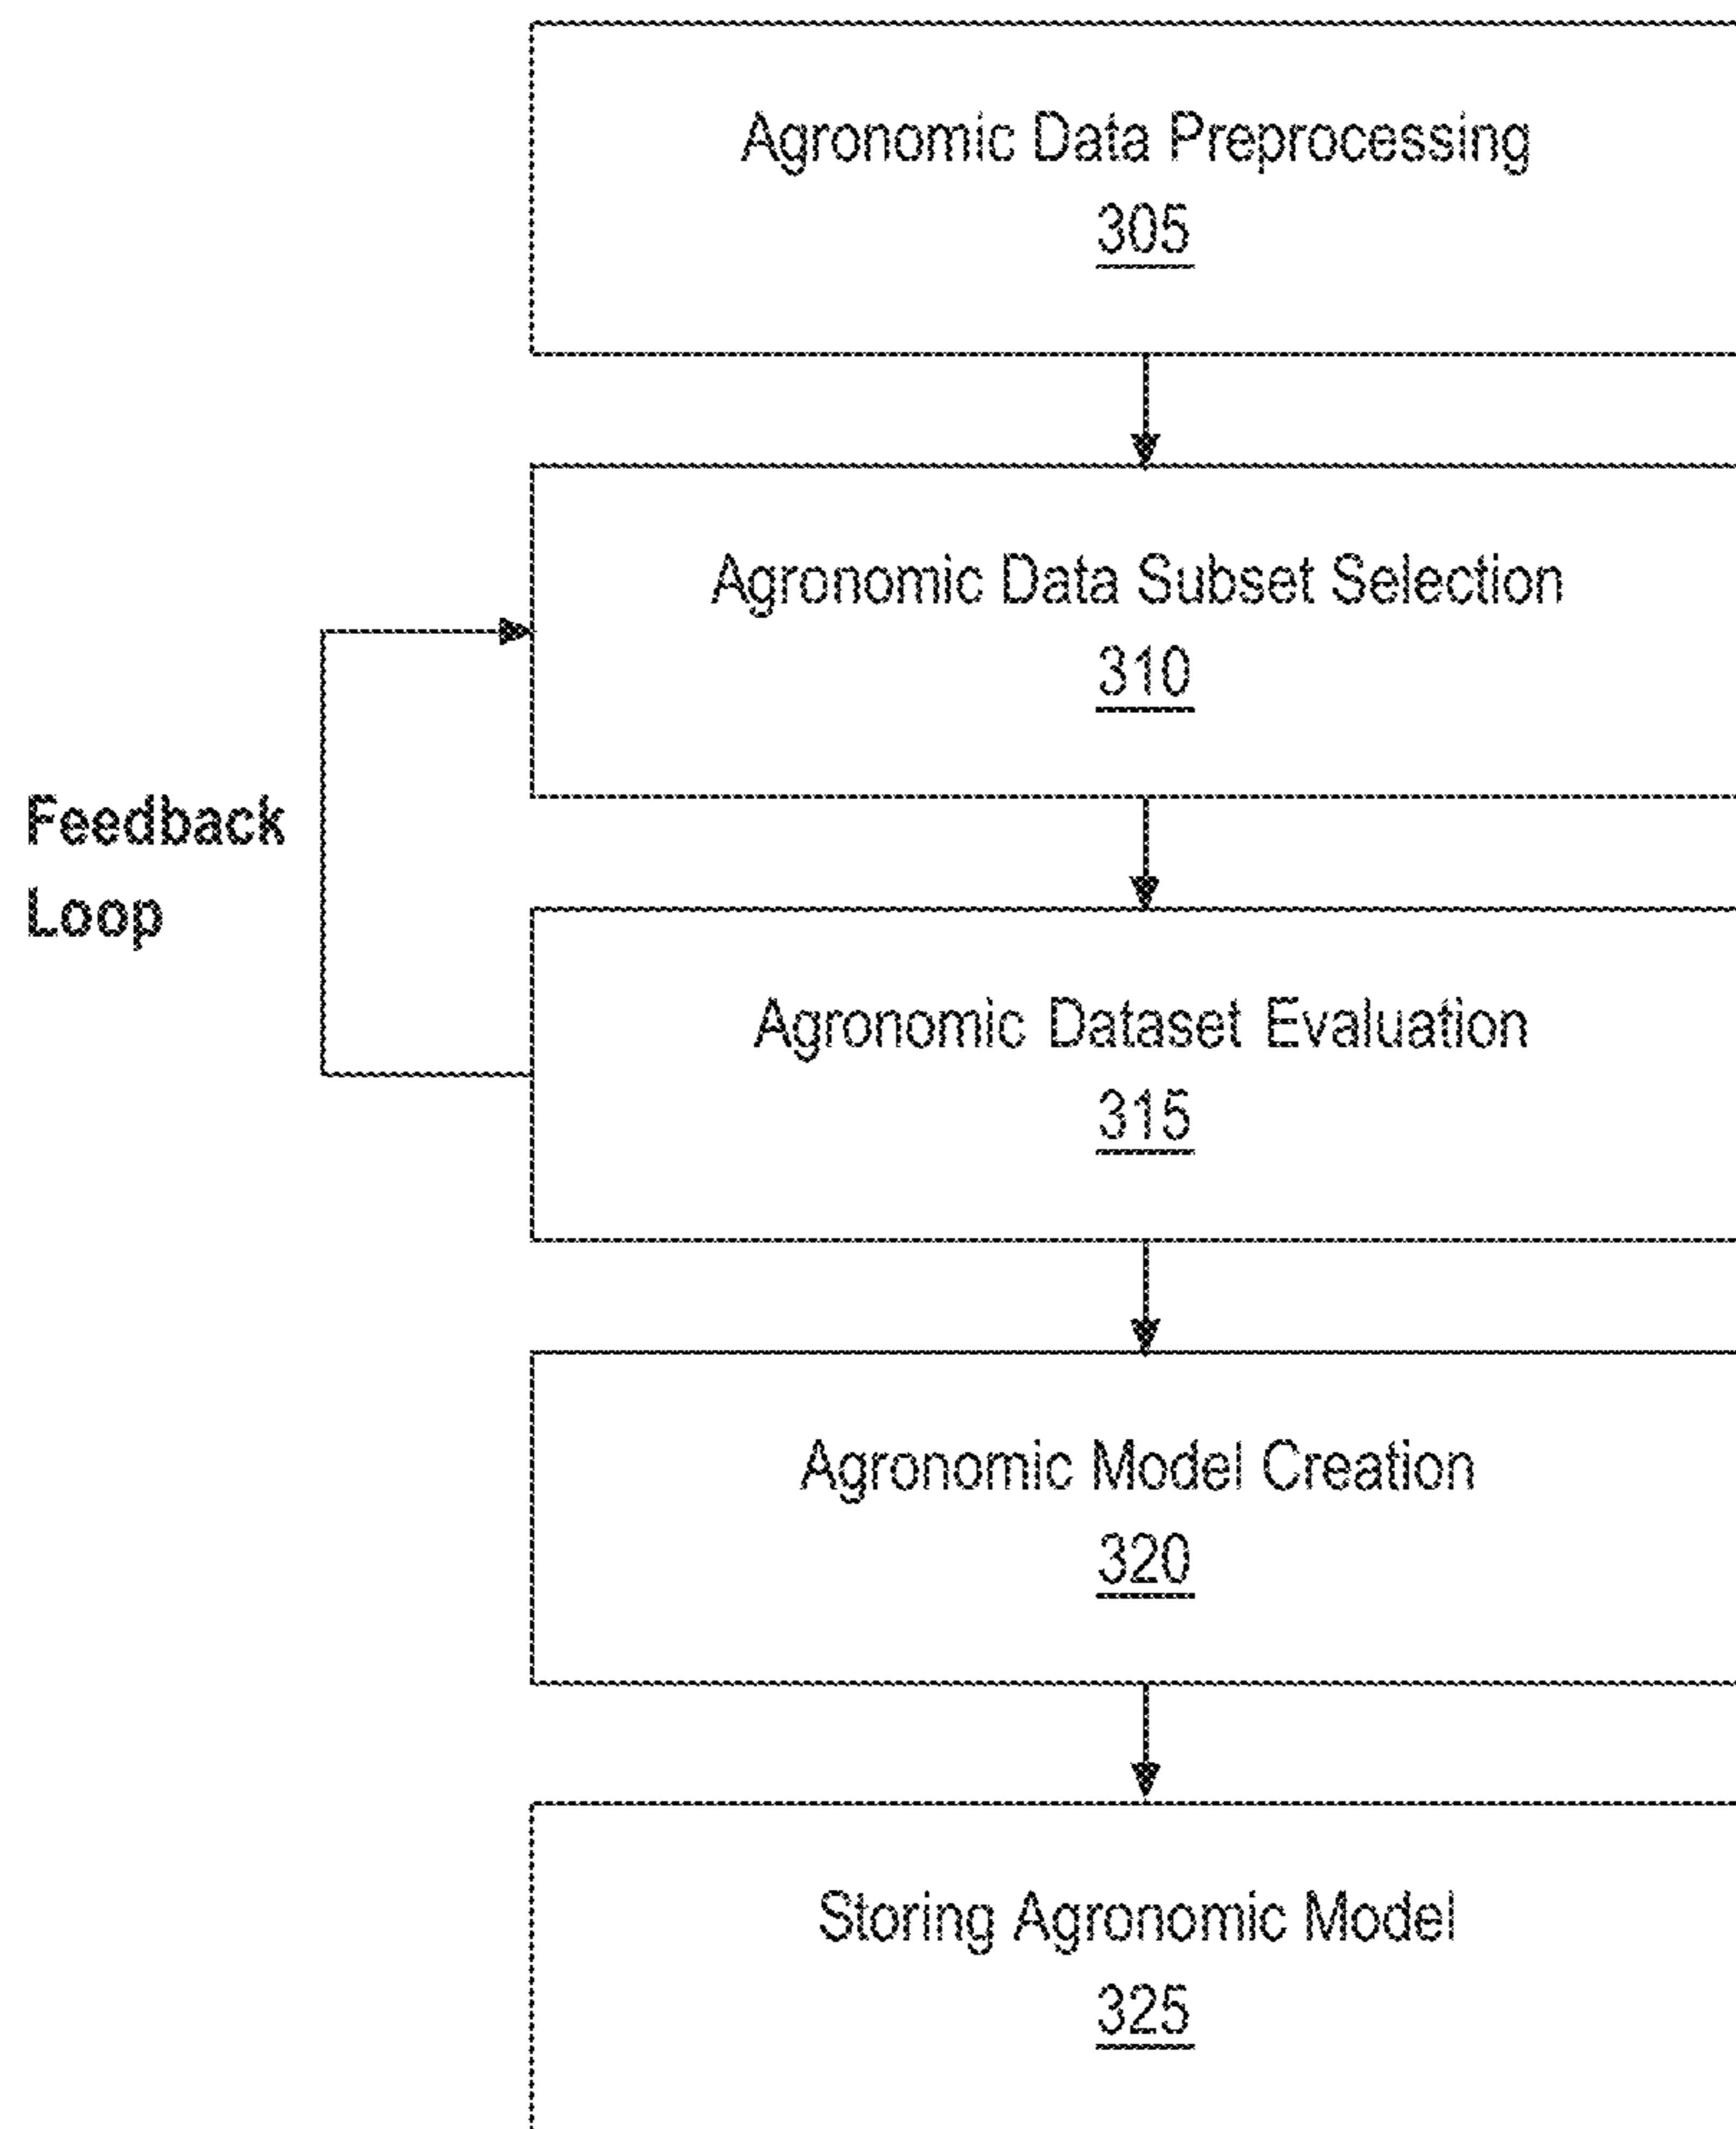 Agronomic Data Preprocessing
305
Agronomic Data Subset Selection
310
Feedback
Loop
Agronomic Dataset Evaluation
315
Agronomic Model Creation
320
Storing Agronomic Model
325